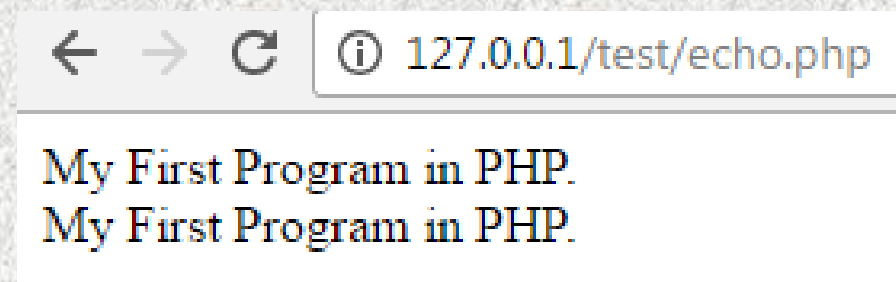 127.0.0.1/test/echo.php
My First Program in PHP.
My First Program in PHP.